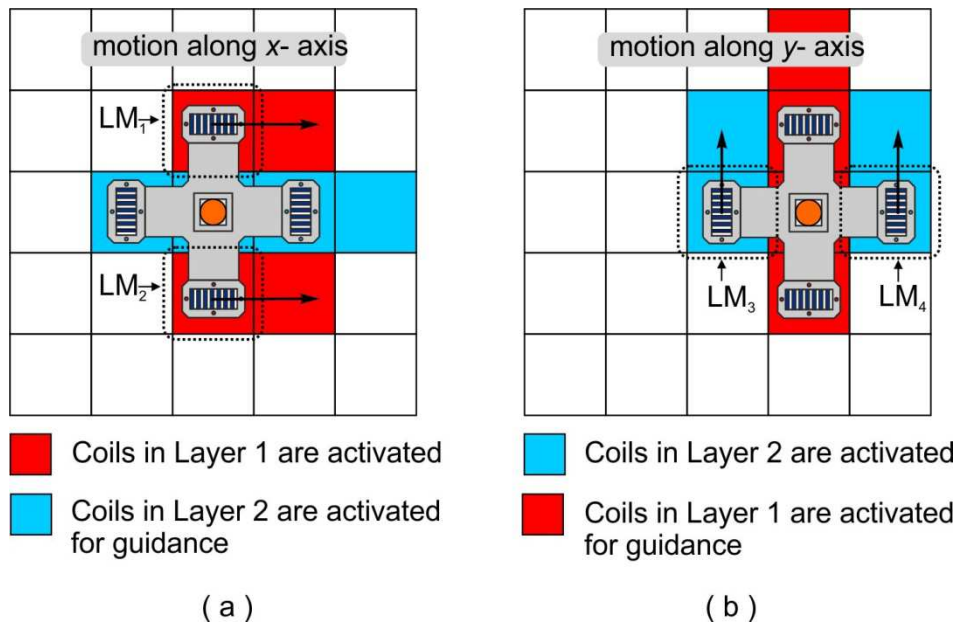 motion along x- axis
LM1
LM2
Coils in Layer 1 are activated
Coils in Layer 2 are activated
for guidance
( a )
motion along y- axis
LM3
LM4
Coils in Layer 2 are activated
Coils in Layer 1 are activated
for guidance
( b )